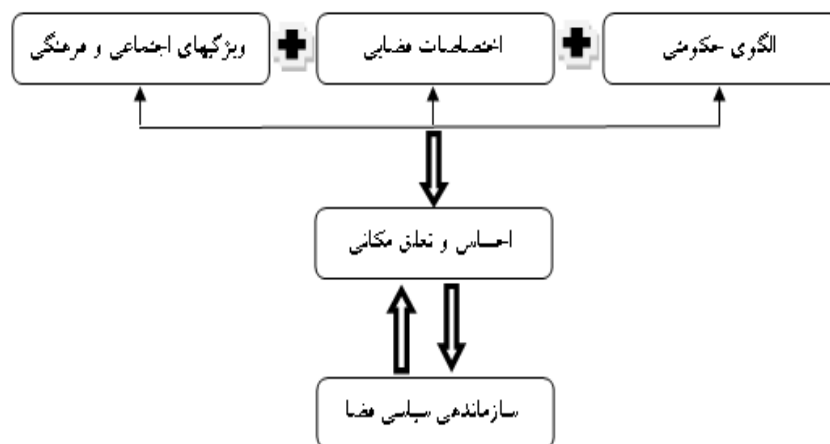 الگوی حکومتی
اختصاصات فضایی
ویژگیهای اجتماعی و فرهنگی
احساس و تعلق مکانی
سازماندهی سیاسی فضا